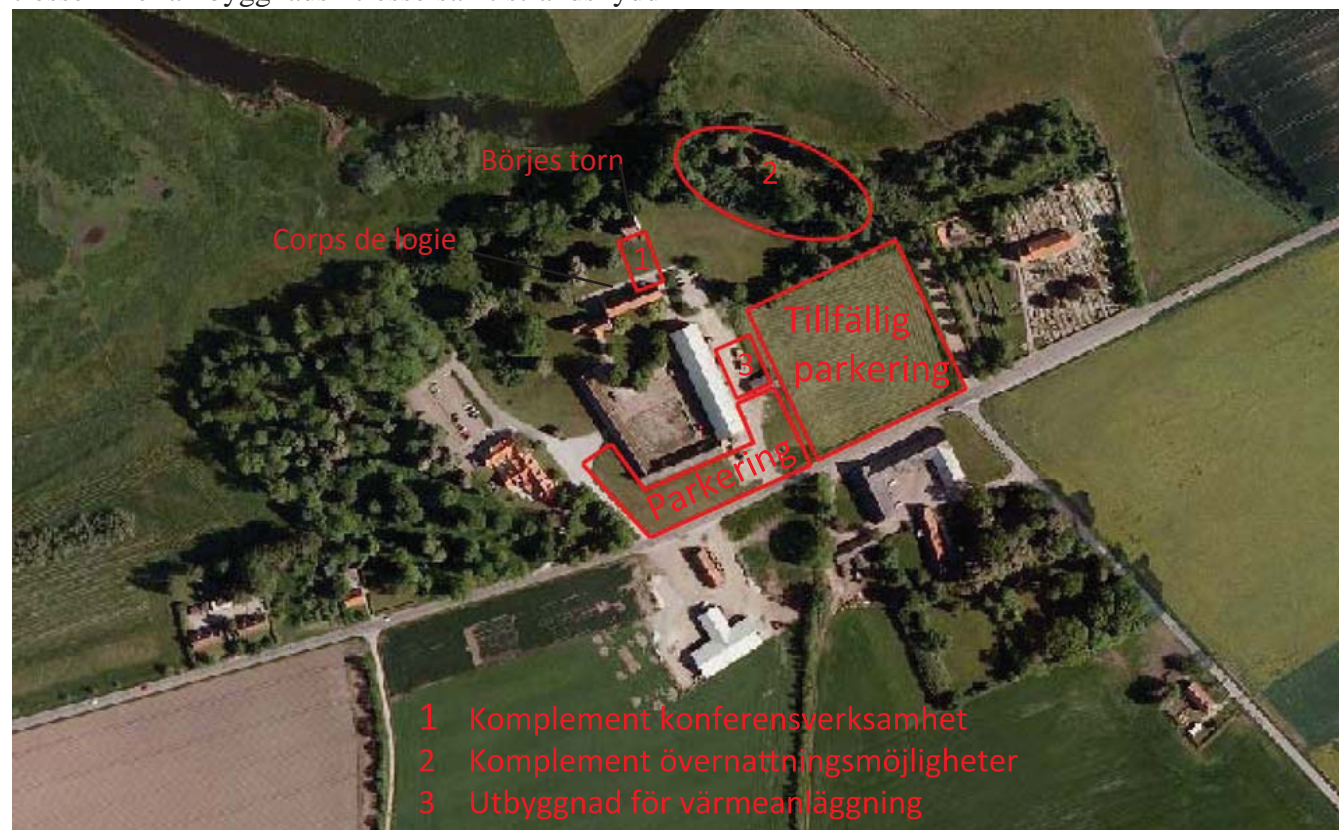 Börjes torn
2
Corps de logie
1
Tillfällig
parkering
3
Parkering
1 Komplement konferensverksamhet
2 Komplement övernattningsmöjligheter
3 Utbyggnad för värmeanläggning